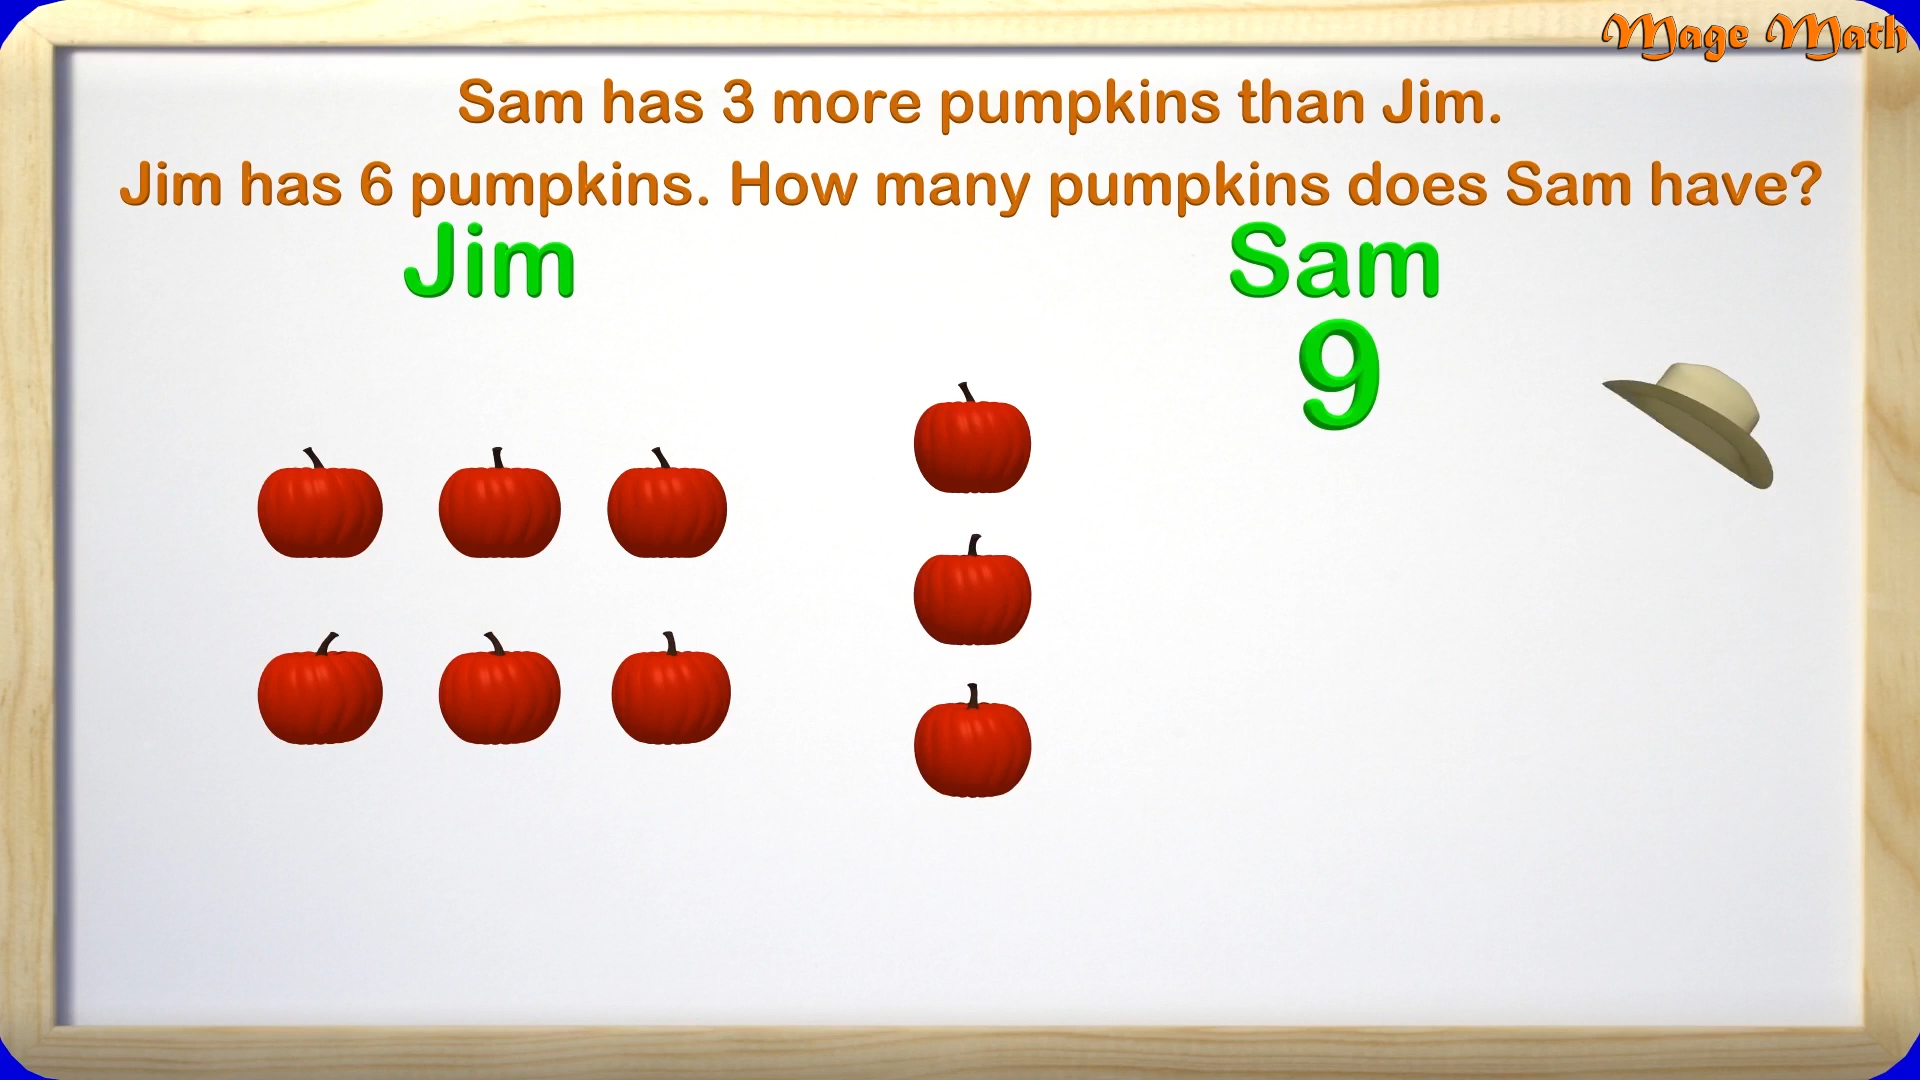 Mage Math
Sam has 3 more pumpkins than Jim.
Jim has 6 pumpkins. How many pumpkins does Sam have?
Jim
Sam
9